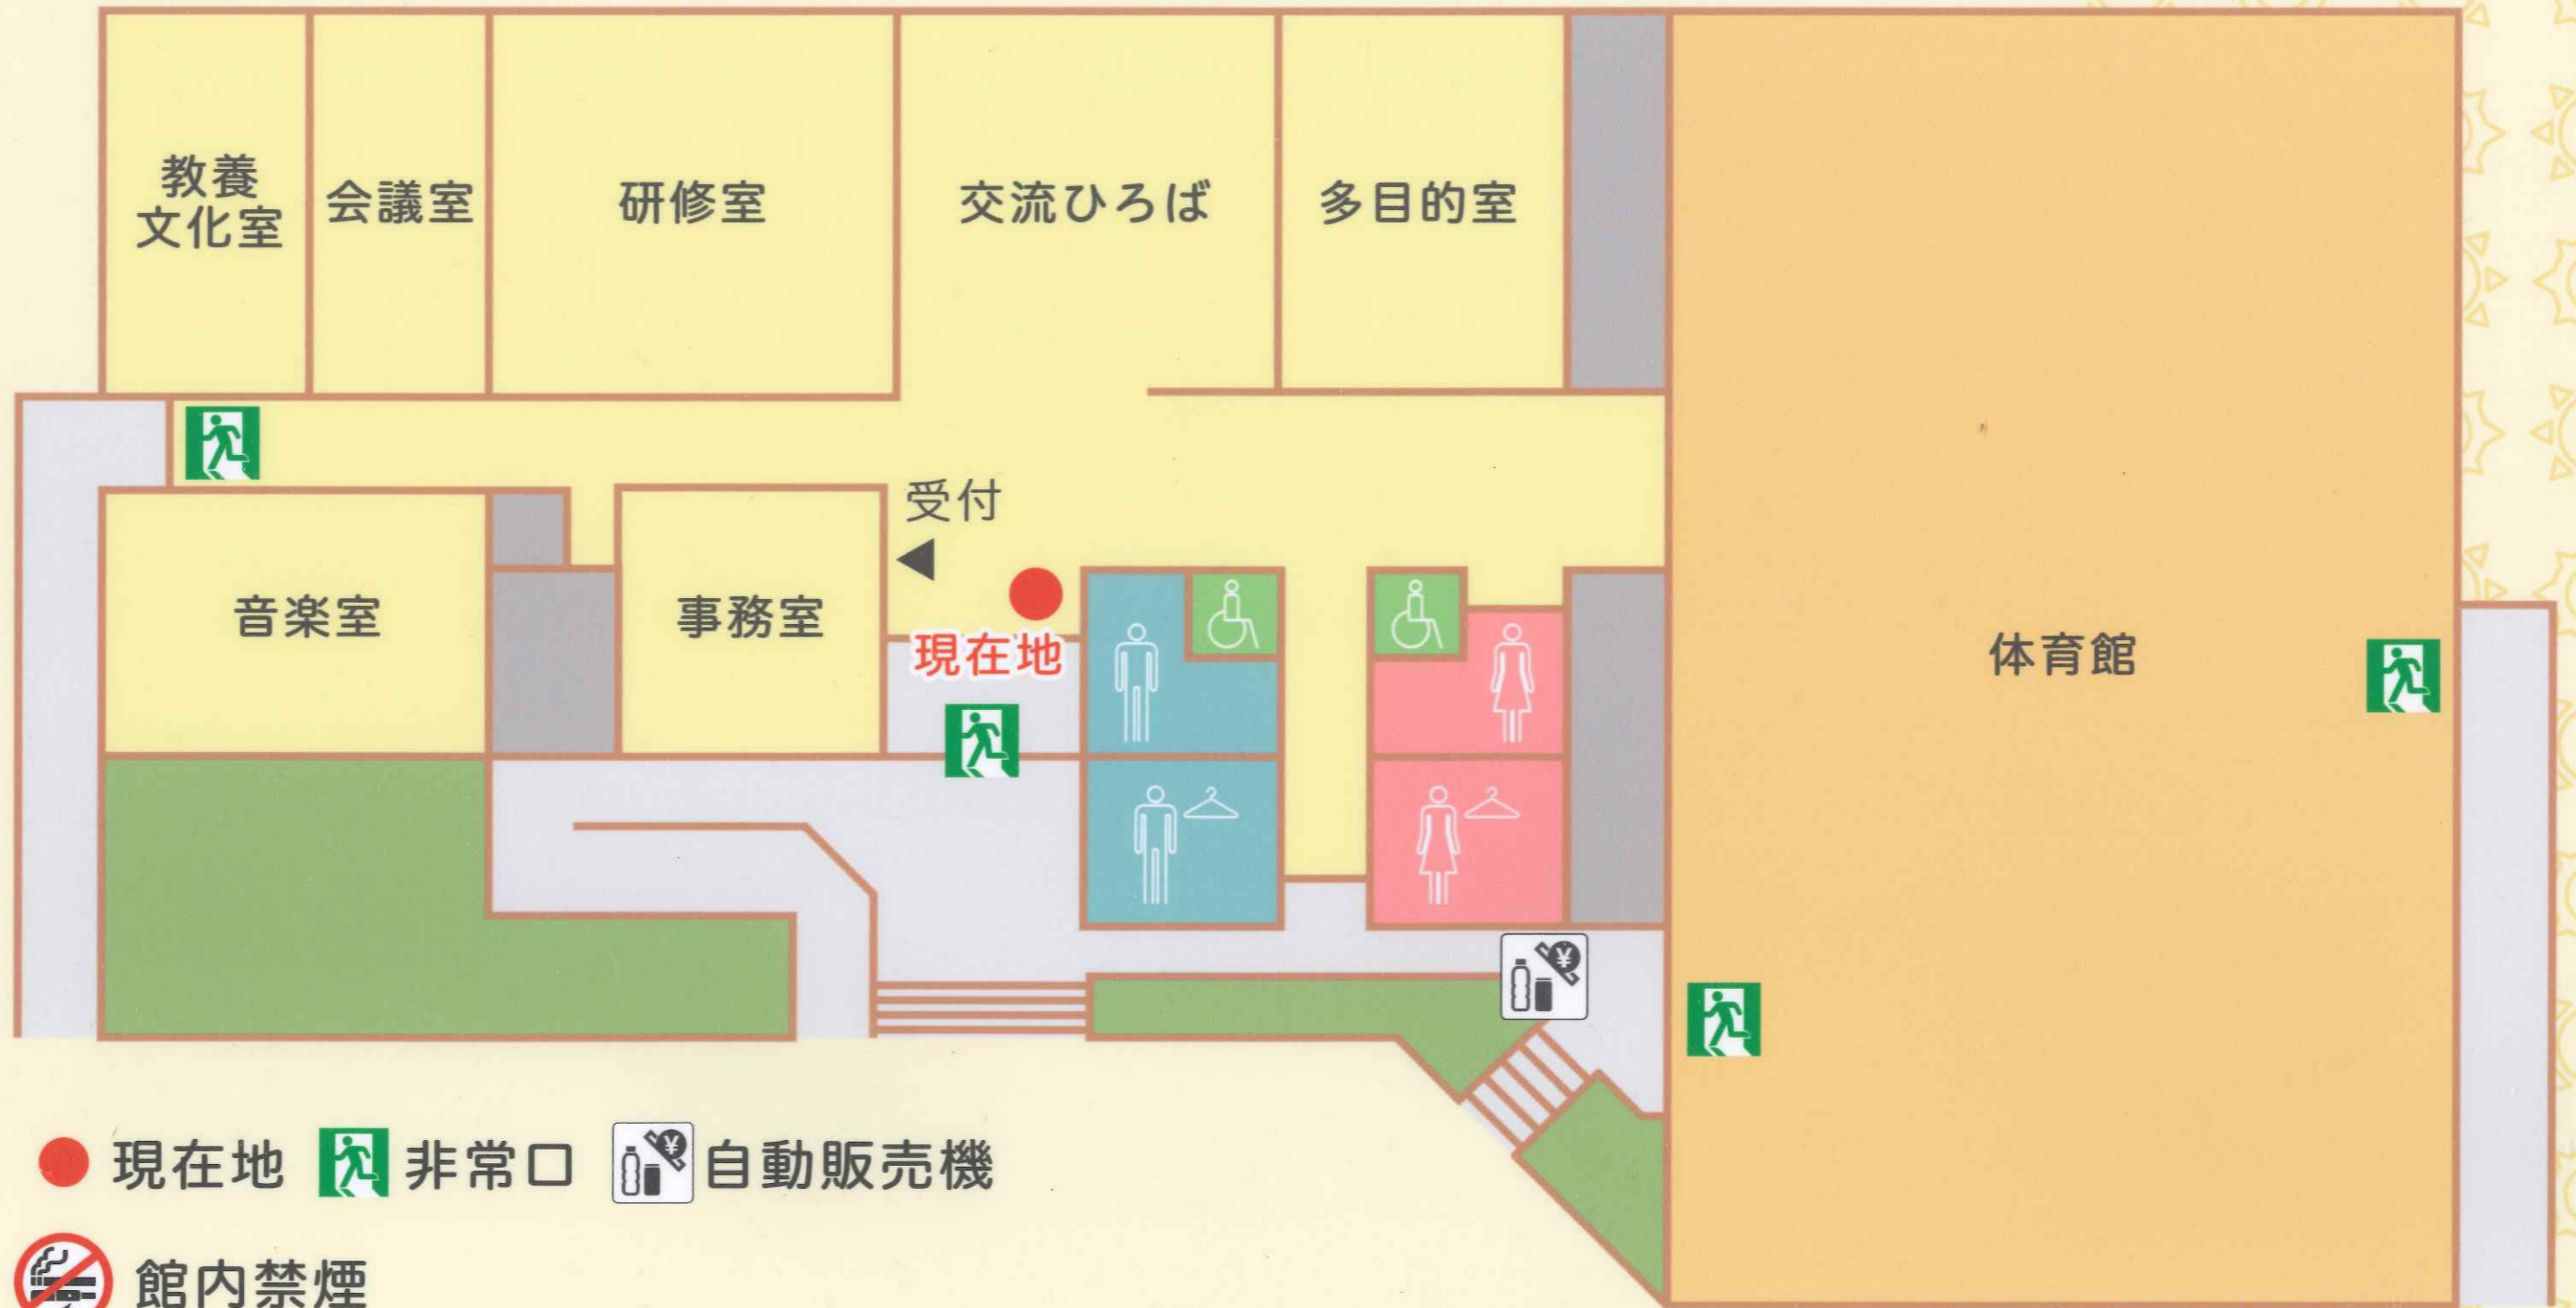 教養
文化室
会議室
研修室
交流ひろば
多目的室
受付
現在地
音楽室
事務室
体育館
現在地
非常口
自動販売機
館内禁煙